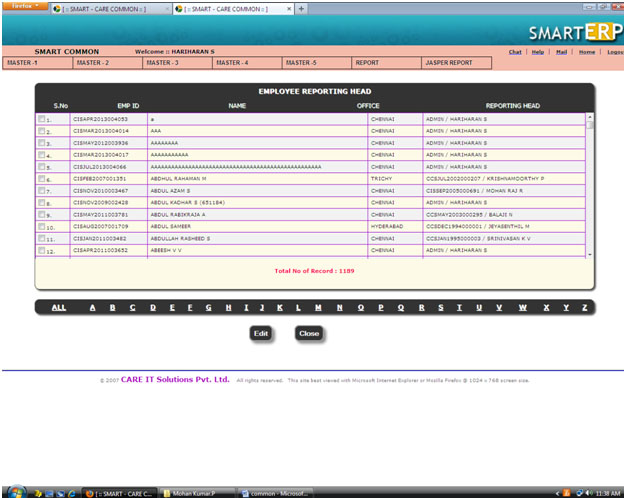 Firefox
[ :: SMART - CARE COMMON :: ]
[ :: SMART - CARE COMMON :: ]
SMARTERP
SMART COMMON Welcome :: HARIHARAN S
Chat | Help | Mail | Home | Logou
MASTER -1 MASTER - 2 MASTER - 3 MASTER - 4 MASTER -5 REPORT JASPER REPORT
EMPLOYEE REPORTING HEAD
S.No EMP ID NAME OFFICE REPORTING HEAD
1. CISAPR2013004053 a CHENNAI ADMIN / HARIHARAN S
2. CISMAR2013004014 AAA CHENNAI ADMIN / HARIHARAN S
3. CISMAY2012003936 AAAAAAAA CHENNAI ADMIN / HARIHARAN S
4. CISMAR2013004017 AAAAAAAAAAA CHENNAI ADMIN / HARIHARAN S
5. CISJUL2013004066 CHENNAI ADMIN / HARIHARAN S
6. CISFEB2007001351 ABDHUL RAHAMAN M TRICHY CCSJUL2002000207 / KRISHNAMOORTHY P
7. CISNOV2010003467 ABDUL AZAM S CHENNAI CISSEP2005000691 / MOHAN RAJ R
8. CISNOV2009002428 ABDUL KADHAR S (651184) CHENNAI ADMIN / HARIHARAN S
9. CISMAY2011003781 ABDUL RABIKRAJA A CHENNAI CCSMAY2003000295 / BALAJI N
10. CISAUG2007001709 ABDUL SAMEER HYDERABAD CCSDEC1994000001 / JEYASENTHIL M
11. CISJAN2011003482 ABDULLAH RASHEED S CHENNAI CCSJAN1995000003 / SRINIVASAN K V
12. CISAPR2011003652 ABEESH V V CHENNAI ADMIN / HARIHARAN S
Total No of Record : 1189
ALL A B C D E F G H I J K L M N O P Q R S T U V W X Y Z
Edit Close
© 2007 CARE IT Solutions Pvt. Ltd. All rights reserved. This site best viewed with Microsoft Internet Explorer or Mozilla Firefox @ 1024 x 768 screen size.
[ :: SMART - CARE C... Mohan Kumar.P common - Microsof... 11:38 AM